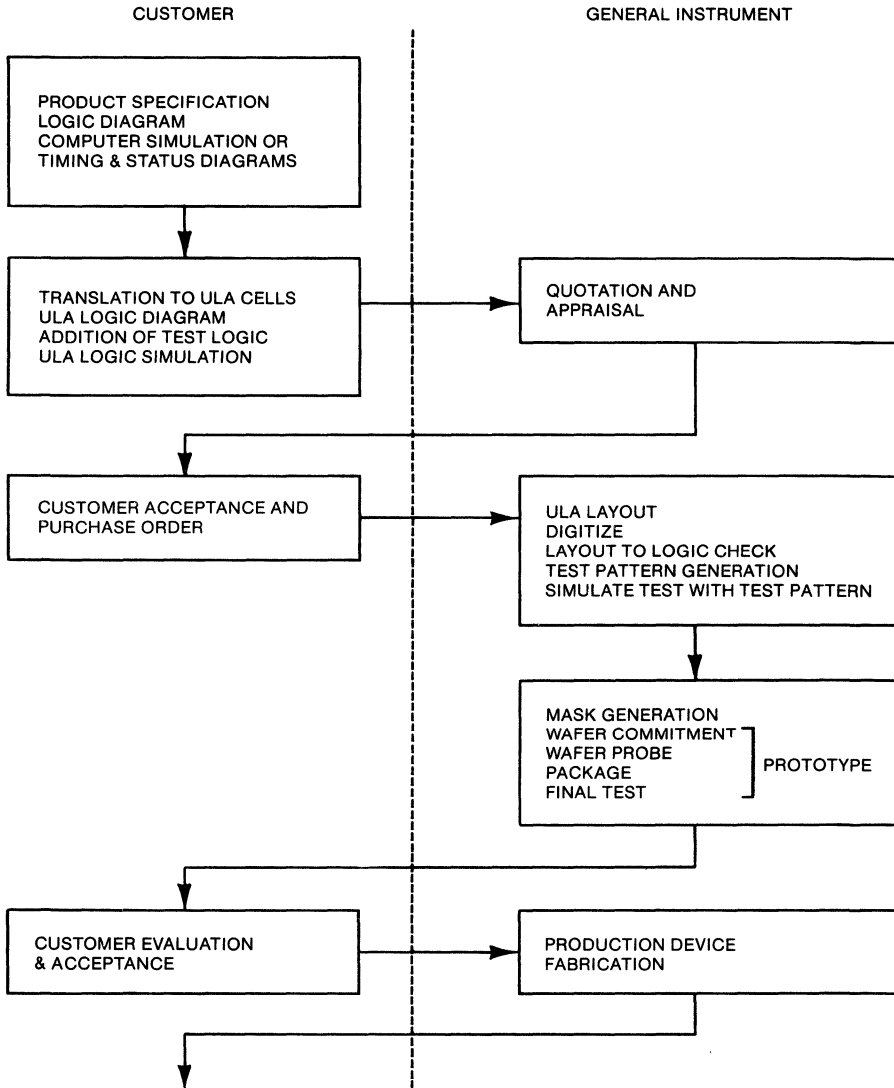 CUSTOMER
GENERAL INSTRUMENT
PRODUCT SPECIFICATION
LOGIC DIAGRAM
COMPUTER SIMULATION OR
TIMING & STATUS DIAGRAMS
TRANSLATION TO ULA CELLS
ULA LOGIC DIAGRAM
ADDITION OF TEST LOGIC
ULA LOGIC SIMULATION
QUOTATION AND
APPRAISAL
CUSTOMER ACCEPTANCE AND
PURCHASE ORDER
ULA LAYOUT
DIGITIZE
LAYOUT TO LOGIC CHECK
TEST PATTERN GENERATION
SIMULATE TEST WITH TEST PATTERN
MASK GENERATION
WAFER COMMITMENT
WAFER PROBE
PACKAGE
FINAL TEST
PROTOTYPE
CUSTOMER EVALUATION
& ACCEPTANCE
PRODUCTION DEVICE
FABRICATION